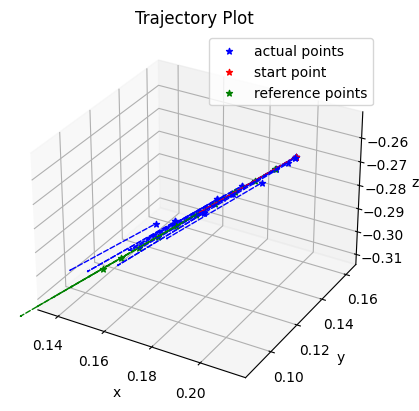 Trajectory Plot
actual points
start point
reference points
−0.26
−0.27
−0.28
−0.29
−0.30
−0.31
z
0.16
0.14
0.12
0.10
y
0.14
0.16
0.18
0.20
x